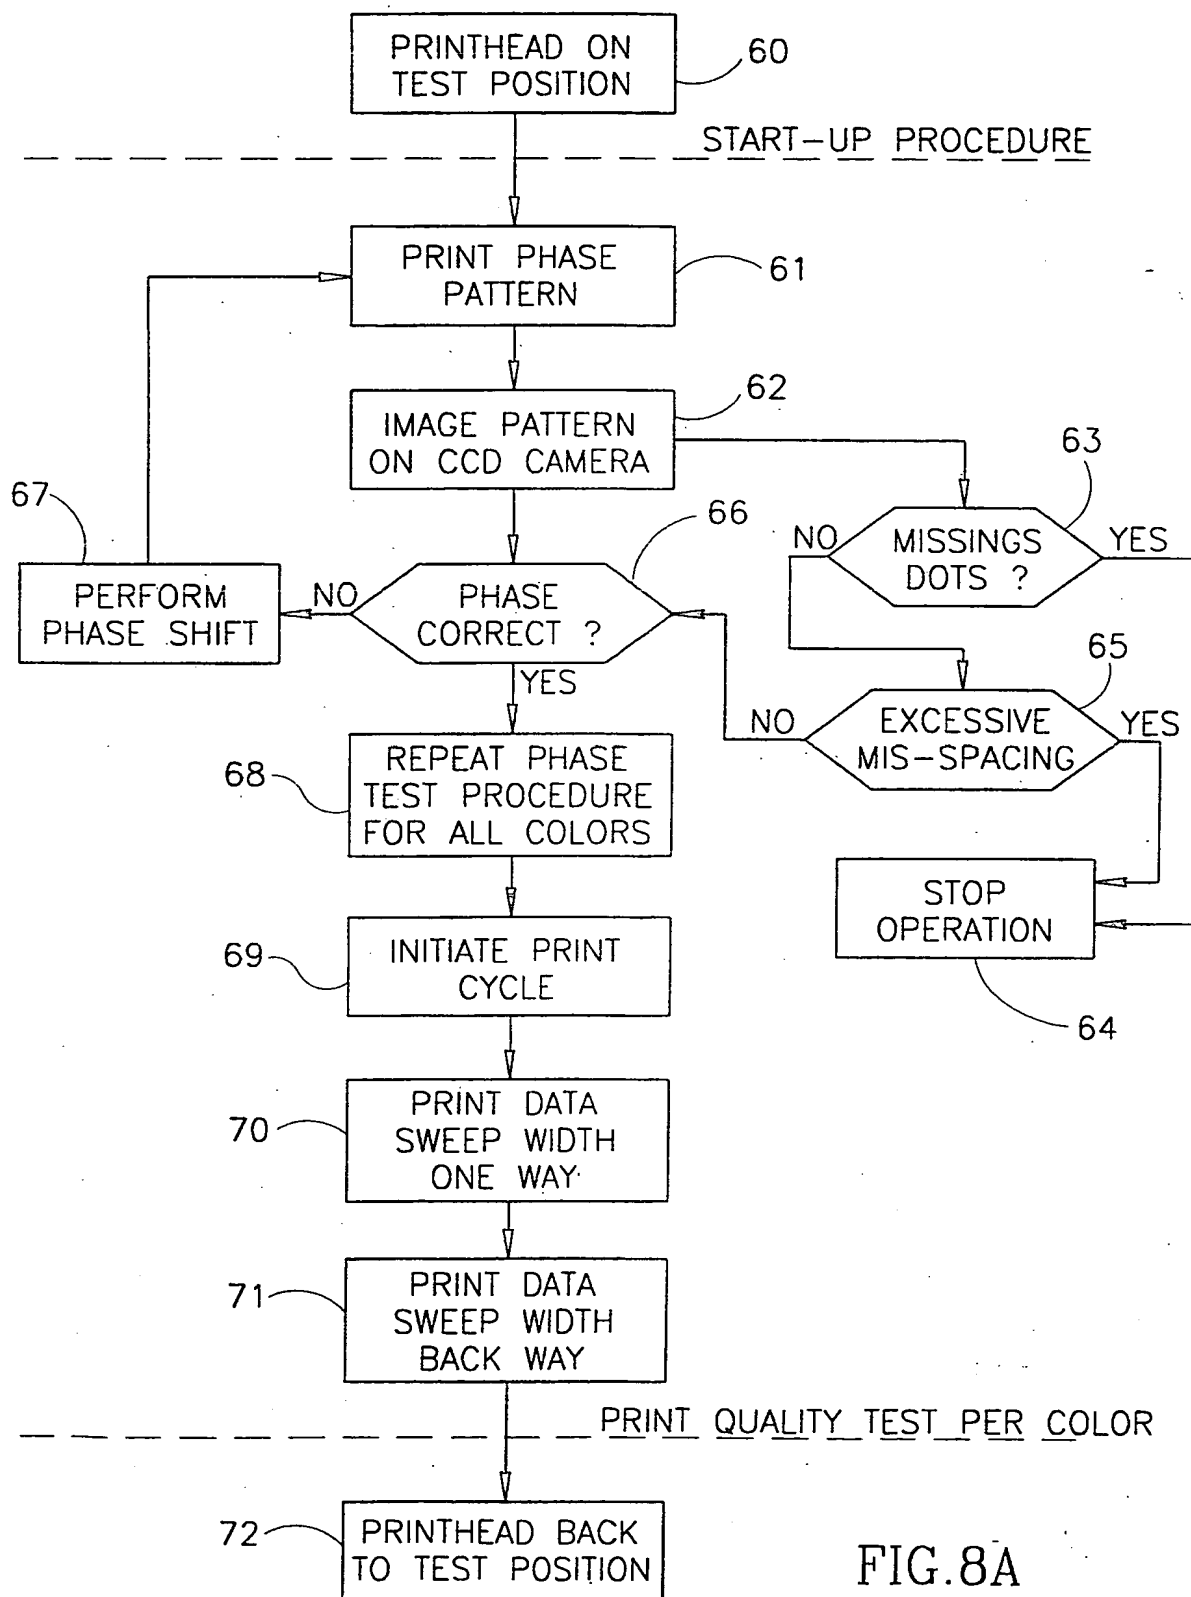 PRINTHEAD ON
TEST POSITION
60
START-UP PROCEDURE
PRINT PHASE
PATTERN
61
IMAGE PATTERN
ON CCD CAMERA
62
63
MISSINGS
DOTS ?
NO
YES
67
PERFORM
PHASE SHIFT
NO
66
PHASE
CORRECT ?
YES
65
EXCESSIVE
MIS-SPACING
NO
YES
68
REPEAT PHASE
TEST PROCEDURE
FOR ALL COLORS
STOP
OPERATION
64
69
INITIATE PRINT
CYCLE
70
PRINT DATA
SWEEP WIDTH
ONE WAY
71
PRINT DATA
SWEEP WIDTH
BACK WAY
PRINT QUALITY TEST PER COLOR
72
PRINTHEAD BACK
TO TEST POSITION
FIG.8A